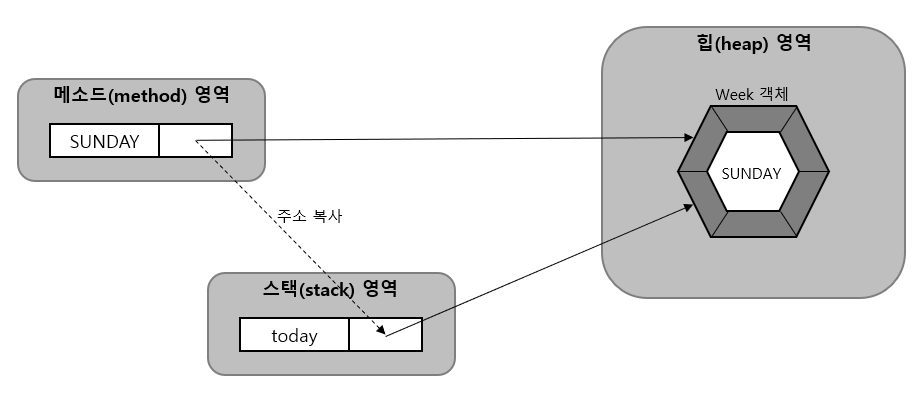 힙(heap) 영역
메소드(method) 영역
Week 객체
SUNDAY
SUNDAY
주소 복사
스택(stack) 영역
today